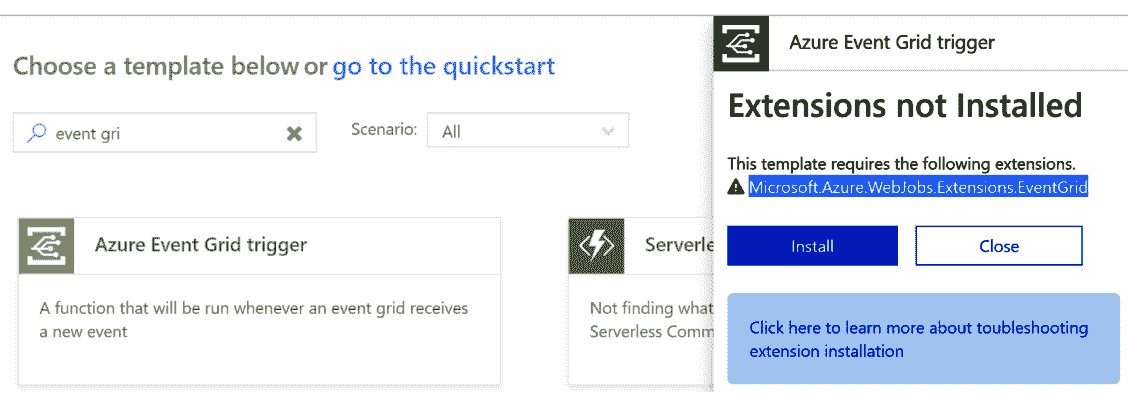 Choose a template below or go to the quickstart
event gri
Scenario:
All
Azure Event Grid trigger
A function that will be run whenever an event grid receives
a new event
Serverle
Not finding what
Serverless Comm
Azure Event Grid trigger
Extensions not Installed
This template requires the following extensions.
Microsoft.Azure.WebJobs.Extensions.EventGrid
Install
Close
Click here to learn more about toubleshooting
extension installation